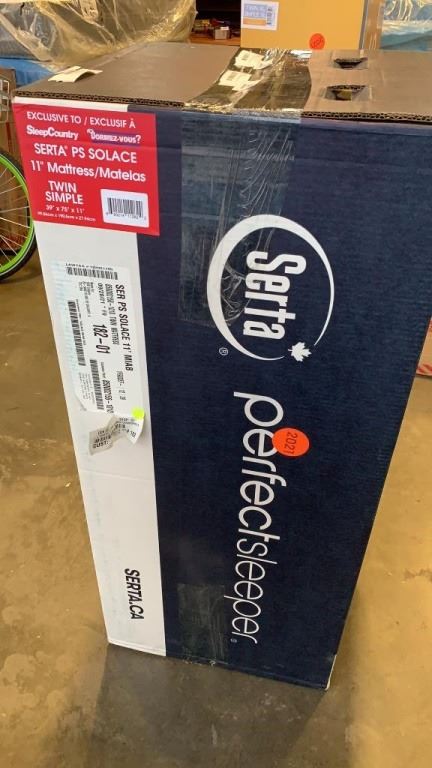 EXCLUSIVE TO / EXCLUSIF À
SleepCountry DORMEZ-VOUS?
SERTA® PS SOLACE
11" Mattress/Matelas
TWIN
SIMPLE
39" x 75" x 11"
SER PS SOLACE 11' MIAB
182-01
Serta®
perfectsleeper®
2021
SERTA.CA